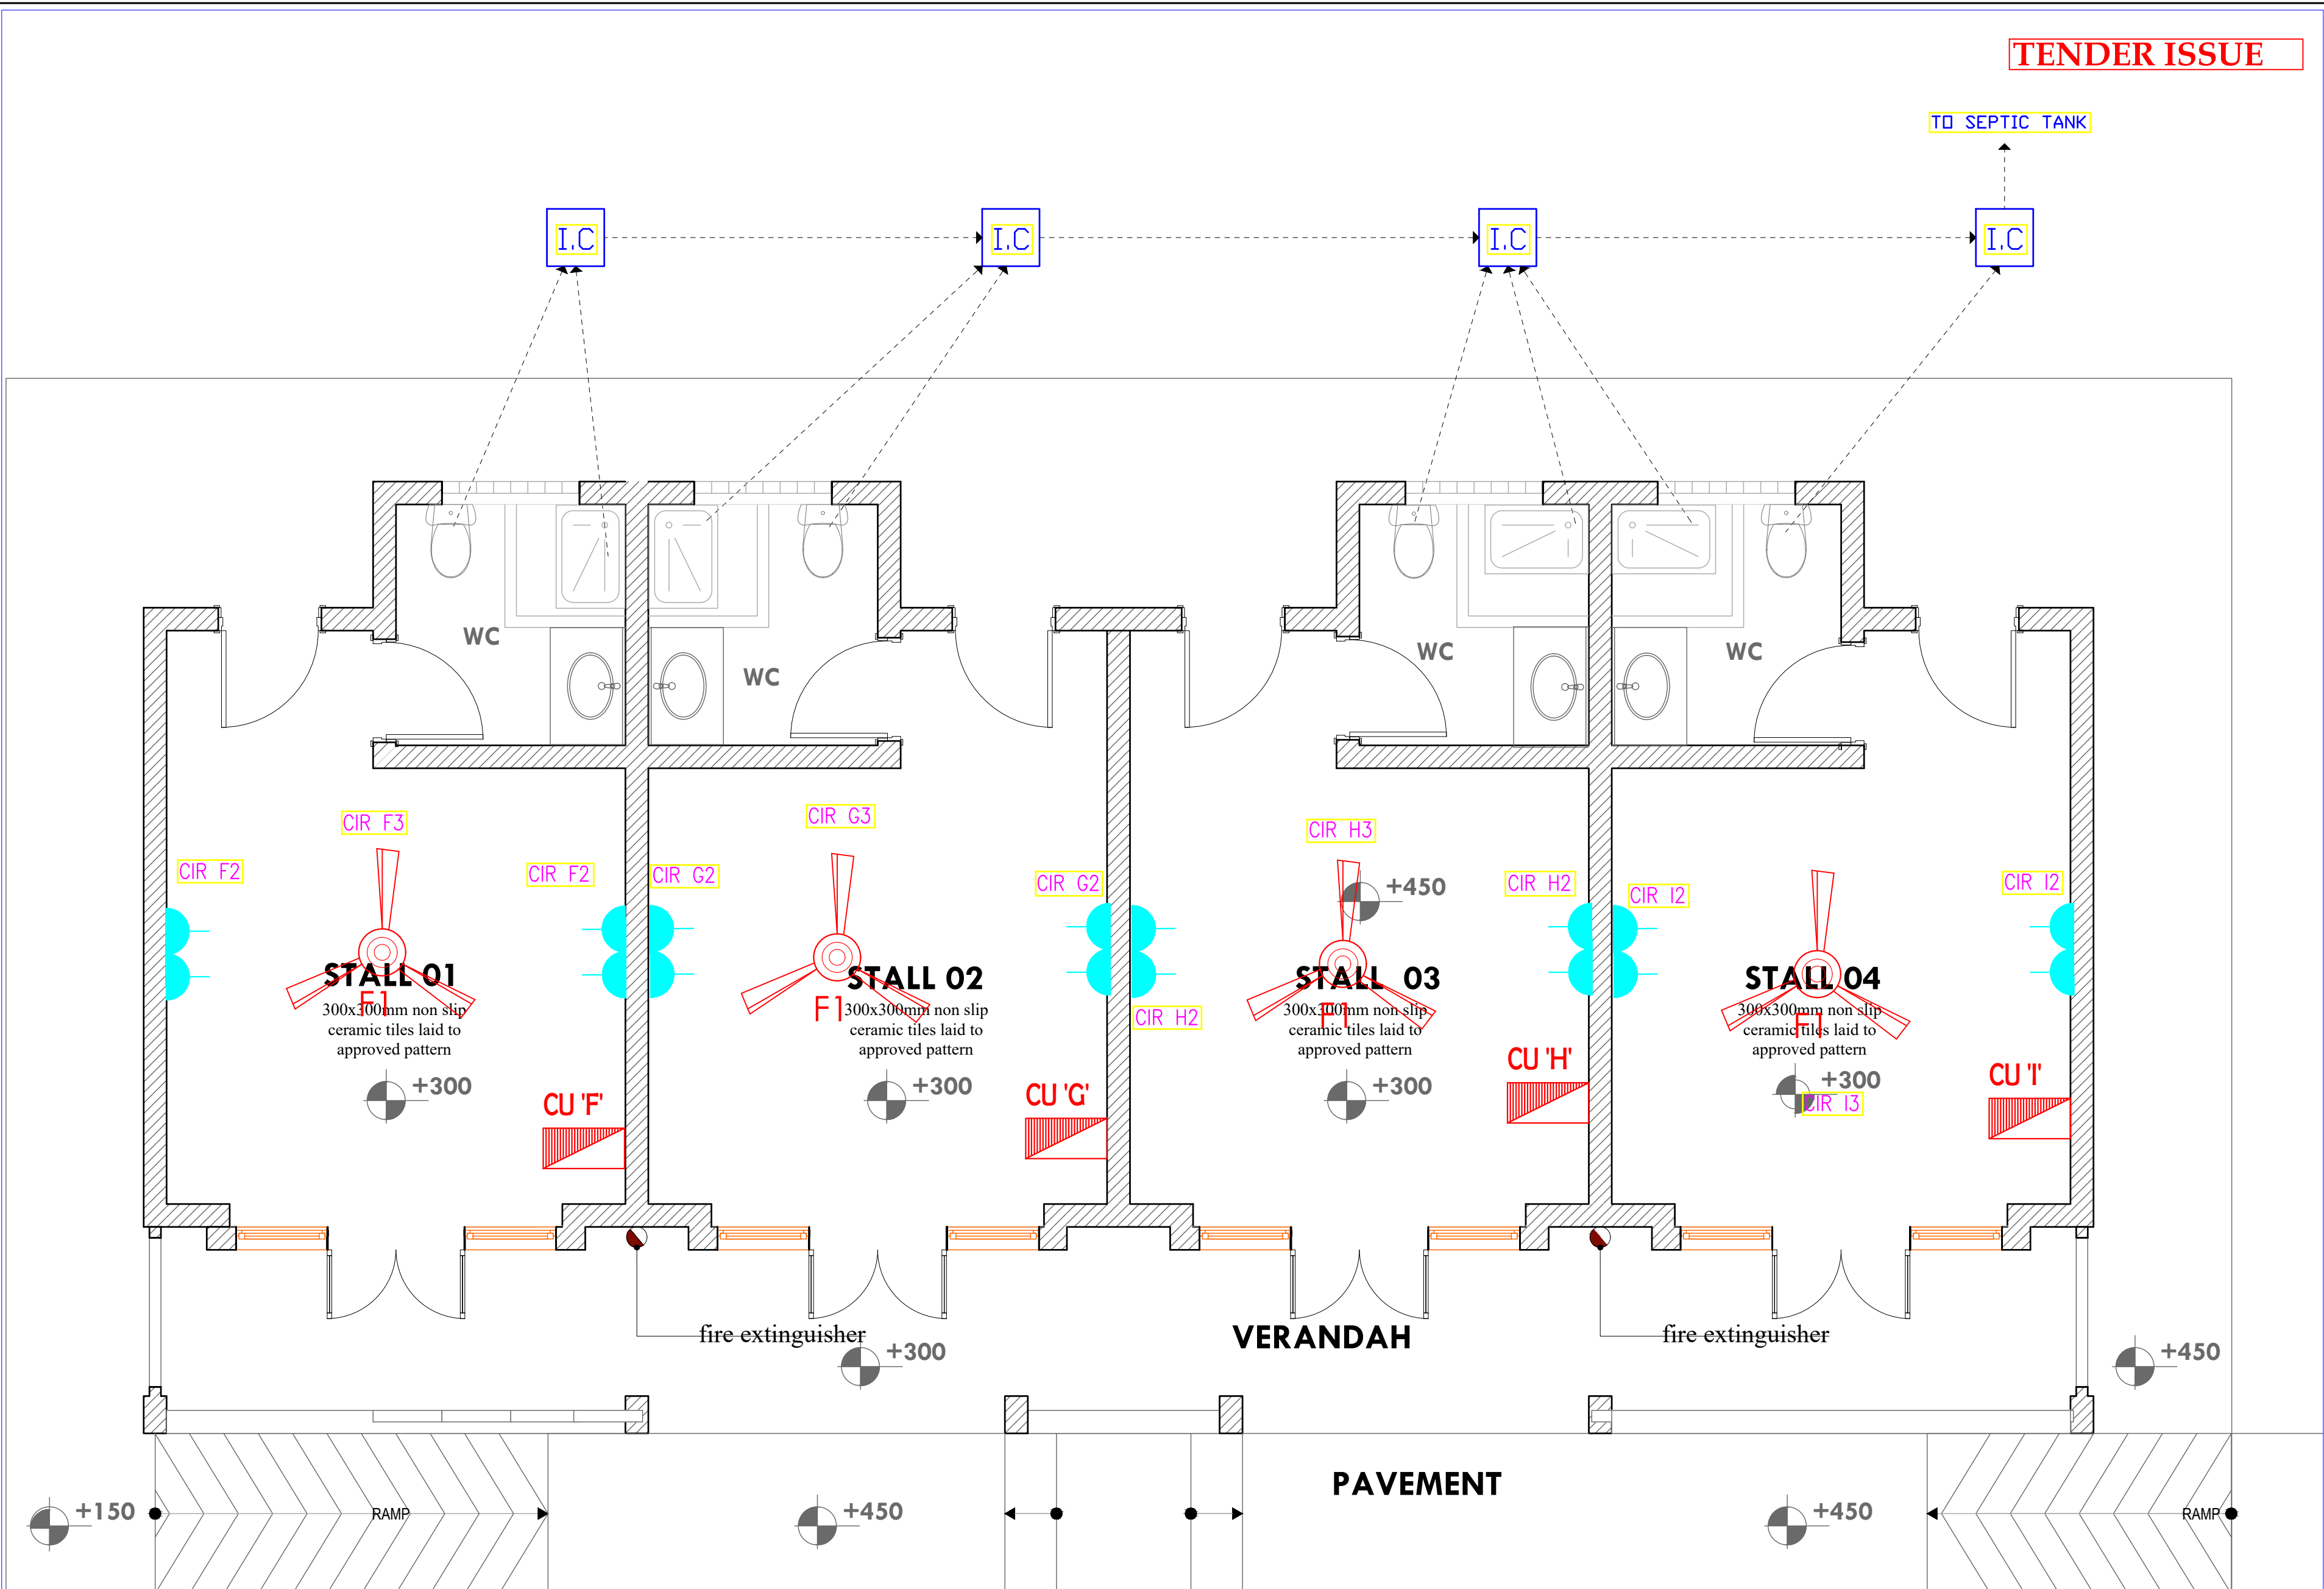 TENDER ISSUE
TO SEPTIC TANK
I.C
I.C
I.C
I.C
WC
WC
WC
WC
CIR F3
CIR G3
CIR H3
CIR F2
CIR F2
CIR G2
CIR G2
CIR H2
CIR I2
CIR I2
+450
STALL 01
F1
300x300mm non slip
ceramic tiles laid to
approved pattern
+300
CU 'F'
STALL 02
F1
300x300mm non slip
ceramic tiles laid to
approved pattern
+300
CU 'G'
STALL 03
F1
300x300mm non slip
ceramic tiles laid to
approved pattern
CIR H2
+300
CU 'H'
STALL 04
F1
300x300mm non slip
ceramic tiles laid to
approved pattern
+300
CIR I3
CU 'I'
fire extinguisher
VERANDAH
fire extinguisher
+300
+450
PAVEMENT
+150
RAMP
+450
+450
RAMP